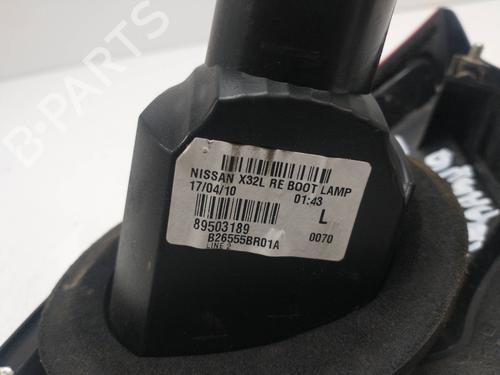 B-PARTS
NISSAN X32L RE BOOT LAMP
17/04/10 01:43
89503189 L
B26555BR01A 0070
LINE 2